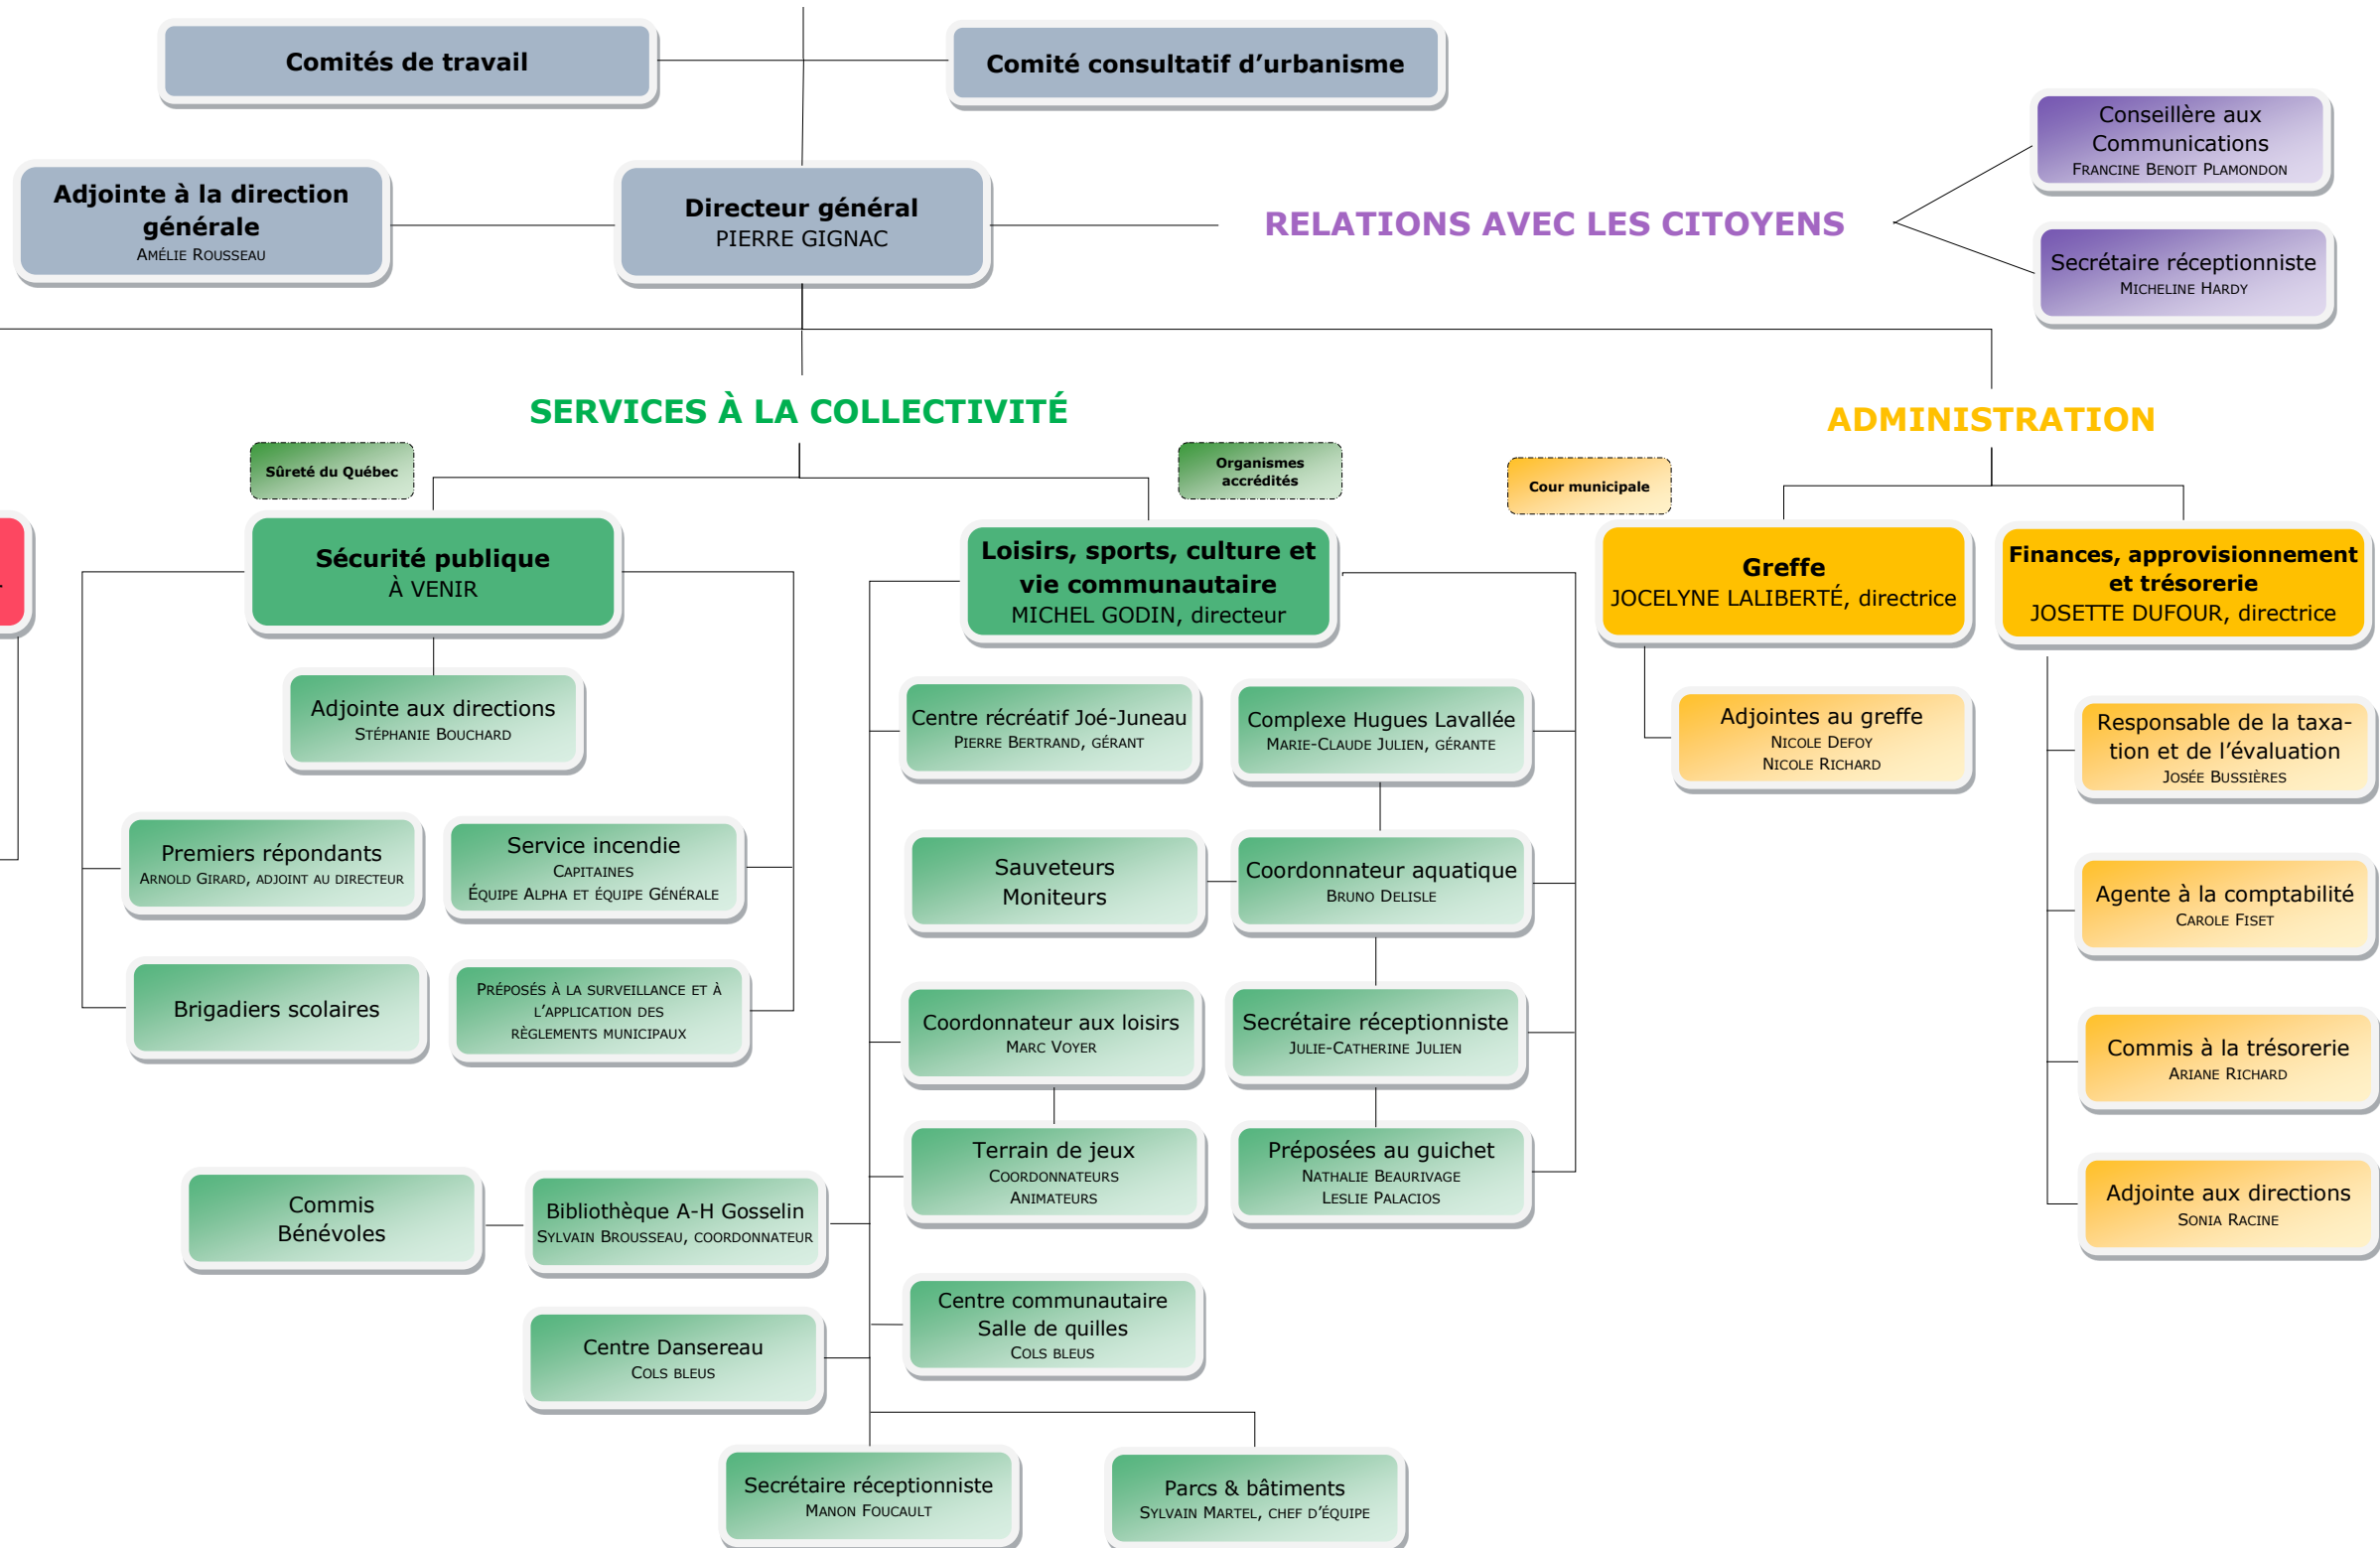 Comités de travail
Comité consultatif d’urbanisme
Conseillère aux
Communications
Francine Benoit Plamondon
Adjointe à la direction
générale
Amélie Rousseau
Directeur général
PIERRE GIGNAC
RELATIONS AVEC LES CITOYENS
Secrétaire réceptionniste
Micheline Hardy
SERVICES À LA COLLECTIVITÉ
ADMINISTRATION
Sûreté du Québec
Organismes
accrédités
Cour municipale
Sécurité publique
À VENIR
Loisirs, sports, culture et
vie communautaire
MICHEL GODIN, directeur
Greffe
JOCELYNE LALIBERTÉ, directrice
Finances, approvisionnement
et trésorerie
JOSETTE DUFOUR, directrice
Adjointe aux directions
Stéphanie Bouchard
Centre récréatif Joé-Juneau
Pierre Bertrand, gérant
Complexe Hugues Lavallée
Marie-Claude Julien, gérante
Adjointes au greffe
Nicole Defoy
Nicole Richard
Responsable de la taxa-
tion et de l’évaluation
Josée Bussières
Premiers répondants
Arnold Girard, adjoint au directeur
Service incendie
Capitaines
Équipe Alpha et équipe Générale
Sauveteurs
Moniteurs
Coordonnateur aquatique
Bruno Delisle
Agente à la comptabilité
Carole Fiset
Brigadiers scolaires
Préposés à la surveillance et à
l’application des
règlements municipaux
Coordonnateur aux loisirs
Marc Voyer
Secrétaire réceptionniste
Julie-Catherine Julien
Commis à la trésorerie
Ariane Richard
Commis
Bénévoles
Bibliothèque A-H Gosselin
Sylvain Brousseau, coordonnateur
Terrain de jeux
Coordonnateurs
Animateurs
Préposées au guichet
Nathalie Beaurivage
Leslie Palacios
Adjointe aux directions
Sonia Racine
Centre Dansereau
Cols bleus
Centre communautaire
Salle de quilles
Cols bleus
Secrétaire réceptionniste
Manon Foucault
Parcs & bâtiments
Sylvain Martel, chef d’équipe